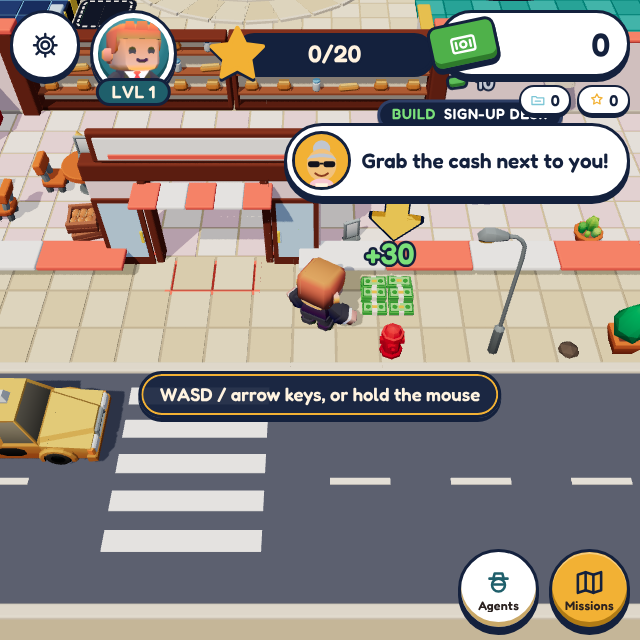 0/20
0
LVL 1
10
0
0
BUILD SIGN-UP DESK
Grab the cash next to you!
+30
WASD / arrow keys, or hold the mouse
Agents
Missions